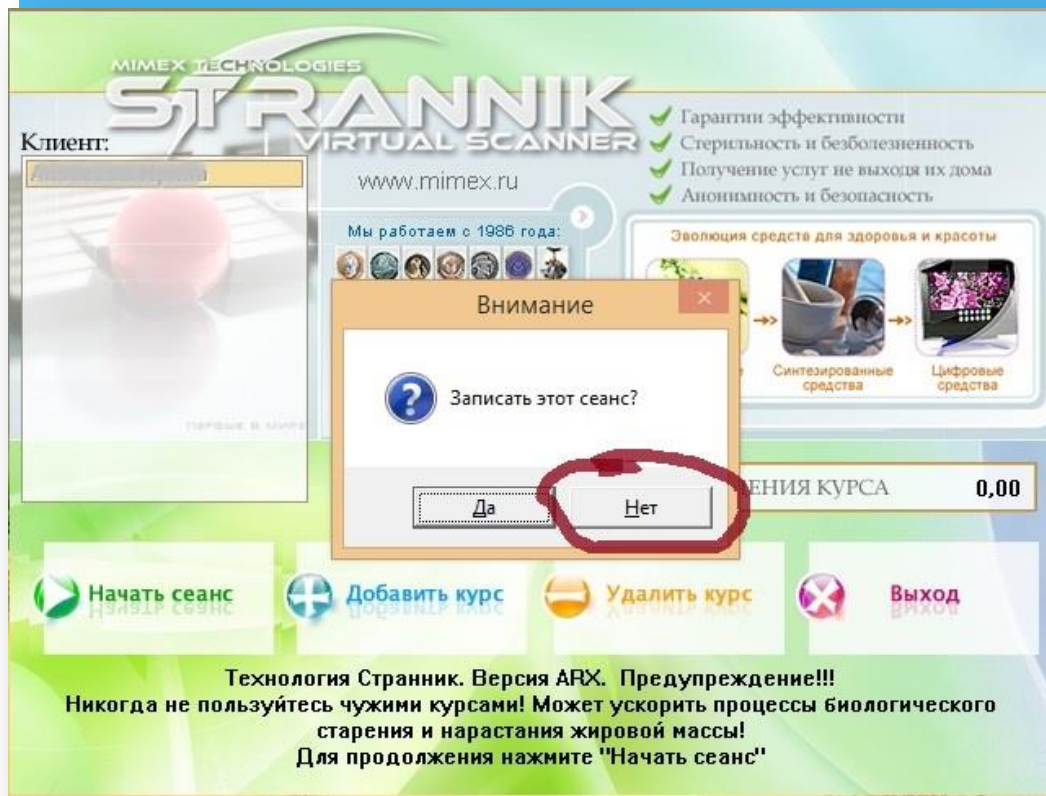 MIMEX TECHNOLOGIES
STRANNIK
VIRTUAL SCANNER
www.mimex.ru
Клиент:
Гарантии эффективности
Стерильность и безболезненность
Получение услуг не выходя их дома
Анонимность и безопасность
Мы работаем с 1986 года:
Эволюция средств для здоровья и красоты
Синтезированные
средства
Цифровые
средства
Внимание
Записать этот сеанс?
Да
Нет
ПЕРВЫЕ В МИРЕ
ЕНИЯ КУРСА 0,00
Начать сеанс
Добавить курс
Удалить курс
Выход
Технология Странник. Версия ARX. Предупреждение!!!
Никогда не пользуйтесь чужими курсами! Может ускорить процессы биологического
старения и нарастания жировой массы!
Для продолжения нажмите "Начать сеанс"